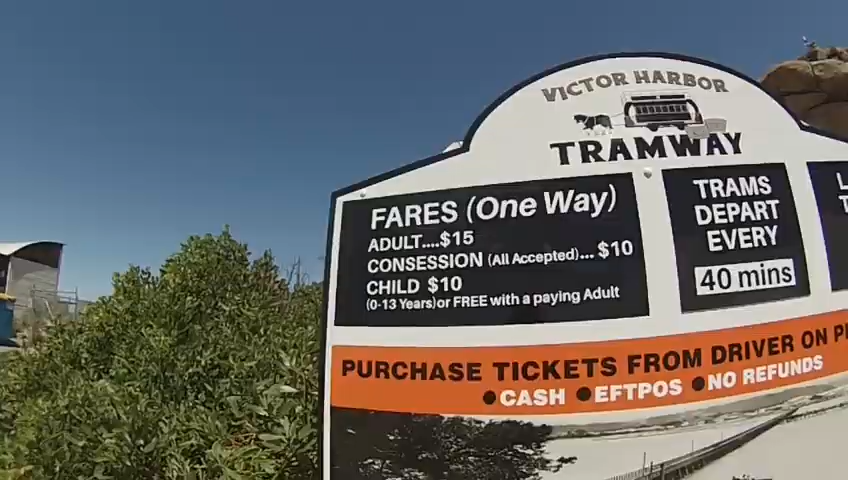 VICTOR HARBOR
TRAMWAY
FARES (One Way)
ADULT....$15
CONSESSION (All Accepted)... $10
CHILD $10
(0-13 Years) or FREE with a paying Adult
TRAMS
DEPART
EVERY
40 mins
PURCHASE TICKETS FROM DRIVER ON
●CASH ●EFTPOS ●NO REFUNDS